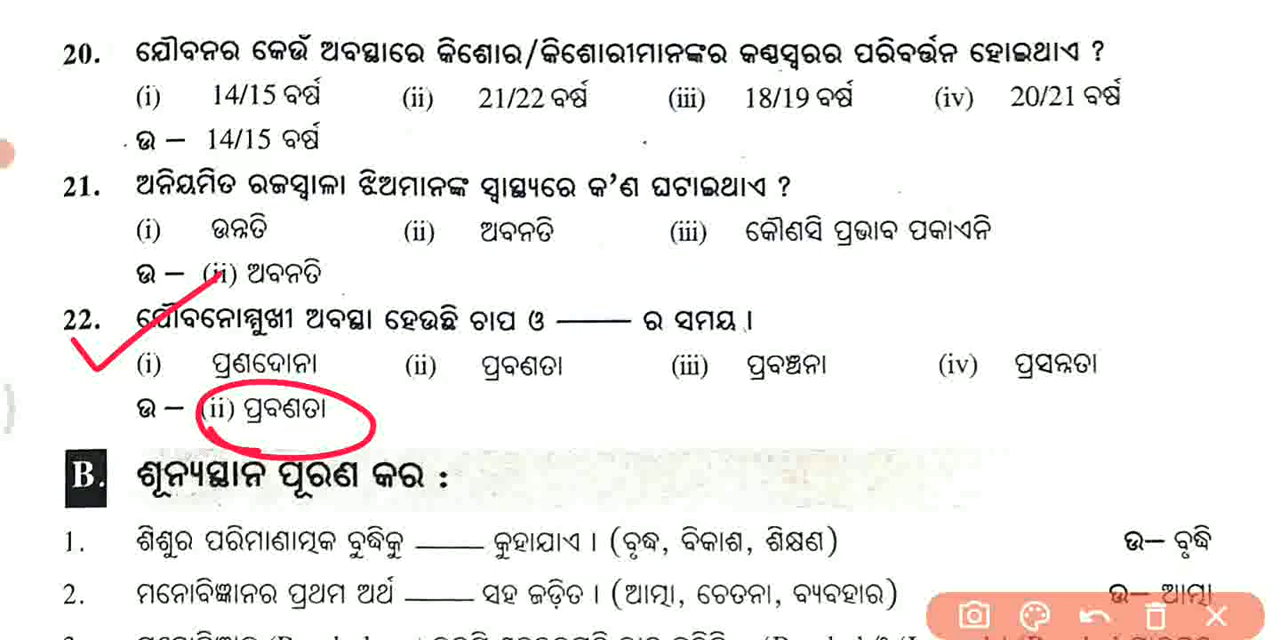 20. ଯୌବନର କେଉଁ ଅବସ୍ଥାରେ କିଶୋର/କିଶୋରୀମାନଙ୍କର କଣ୍ଠସ୍ବରର ପରିବର୍ତ୍ତନ ହୋଇଥାଏ ?
(i) 14/15 ବର୍ଷ (ii) 21/22 ବର୍ଷ (iii) 18/19 ବର୍ଷ (iv) 20/21 ବର୍ଷ
ଉ – 14/15 ବର୍ଷ
21. ଅନିୟମିତ ରଜସ୍ୱାଳା ଝିଅମାନଙ୍କ ସ୍ୱାସ୍ଥ୍ୟରେ କ'ଣ ଘଟାଇଥାଏ ?
(i) ଉନ୍ନତି (ii) ଅବନତି (iii) କୌଣସି ପ୍ରଭାବ ପକାଏନି
ଉ – (ii) ଅବନତି
22. ଯୌବନୋନ୍ମୁଖୀ ଅବସ୍ଥା ହେଉଛି ଚାପ ଓ ——— ର ସମୟ ।
(i) ପ୍ରଣଦୋନା (ii) ପ୍ରବଣତା (iii) ପ୍ରବଞ୍ଚନା (iv) ପ୍ରସନ୍ନତା
ଉ – (ii) ପ୍ରବଣତା
B. ଶୂନ୍ୟସ୍ଥାନ ପୂରଣ କର :
1. ଶିଶୁର ପରିମାଣାତ୍ମକ ବୃଦ୍ଧିକୁ ——— କୁହାଯାଏ । (ବୃଦ୍ଧି, ବିକାଶ, ଶିକ୍ଷଣ) ଉ– ବୃଦ୍ଧି
2. ମନୋବିଜ୍ଞାନର ପ୍ରଥମ ଅର୍ଥ ——— ସହ ଜଡ଼ିତ । (ଆତ୍ମା, ଚେତନା, ବ୍ୟବହାର) ଉ– ଆତ୍ମା